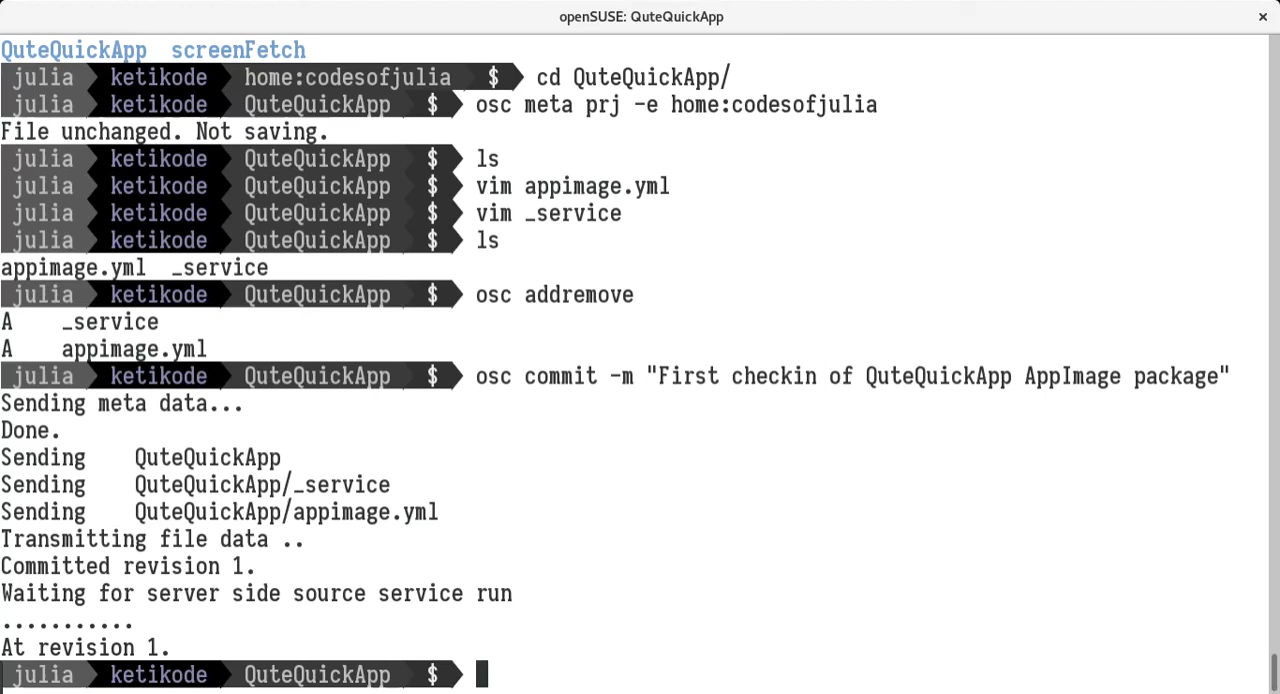 openSUSE: QuteQuickApp ×
QuteQuickApp  screenFetch
julia ketikode home:codesofjulia $ cd QuteQuickApp/
julia ketikode QuteQuickApp $ osc meta prj -e home:codesofjulia
File unchanged. Not saving.
julia ketikode QuteQuickApp $ ls
julia ketikode QuteQuickApp $ vim appimage.yml
julia ketikode QuteQuickApp $ vim _service
julia ketikode QuteQuickApp $ ls
appimage.yml  _service
julia ketikode QuteQuickApp $ osc addremove
A    _service
A    appimage.yml
julia ketikode QuteQuickApp $ osc commit -m "First checkin of QuteQuickApp AppImage package"
Sending meta data...
Done.
Sending    QuteQuickApp
Sending    QuteQuickApp/_service
Sending    QuteQuickApp/appimage.yml
Transmitting file data ..
Committed revision 1.
Waiting for server side source service run
...........
At revision 1.
julia ketikode QuteQuickApp $